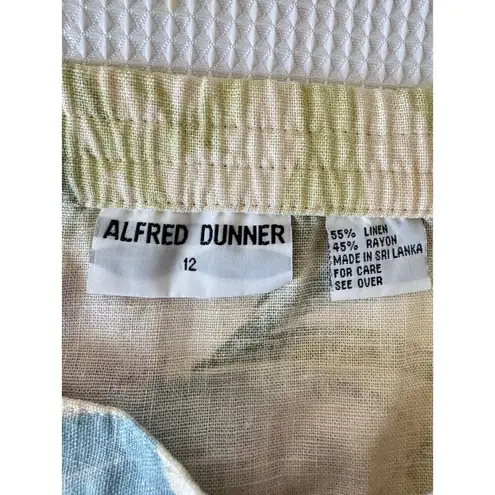 ALFRED DUNNER
12
55% LINEN
45% RAYON
MADE IN SRI LANKA
FOR CARE
SEE OVER